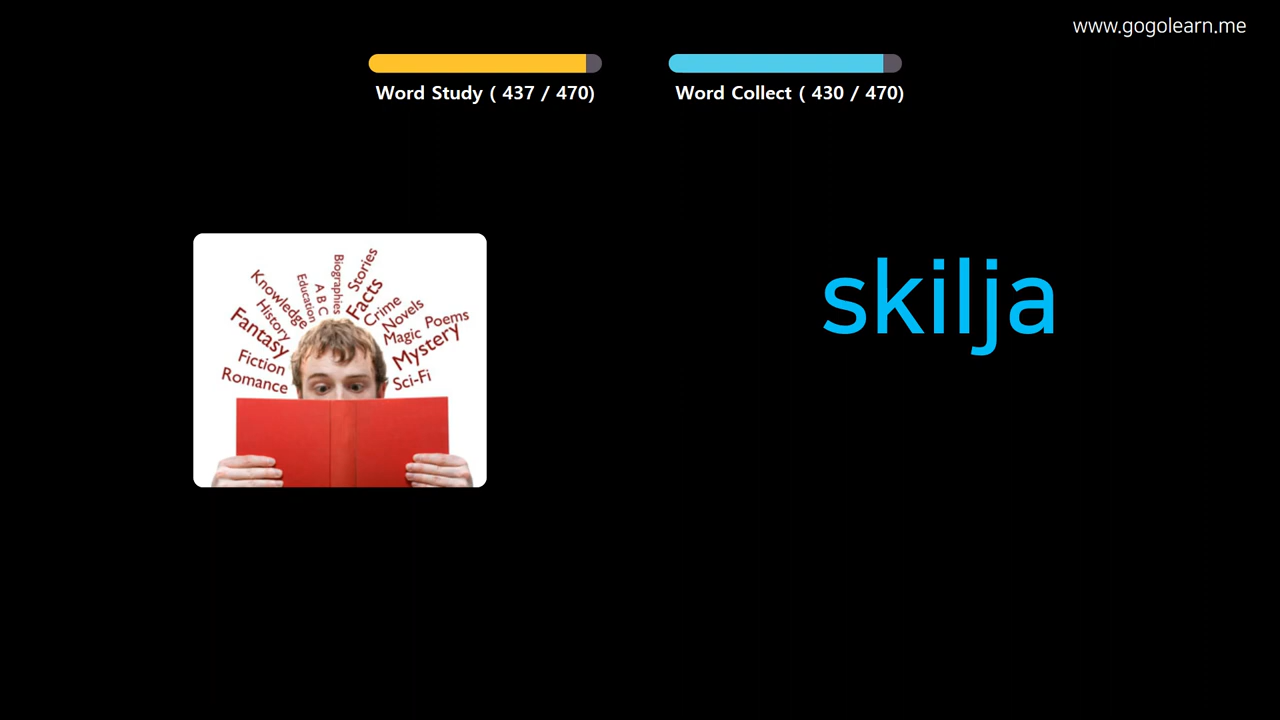 www.gogolearn.me
Word Study ( 437 / 470)
Word Collect ( 430 / 470)
Knowledge
History
Fantasy
Fiction
Romance
Education
A B C
Biographies
Stories
Facts
Crime
Novels
Magic
Poems
Mystery
Sci-Fi
skilja